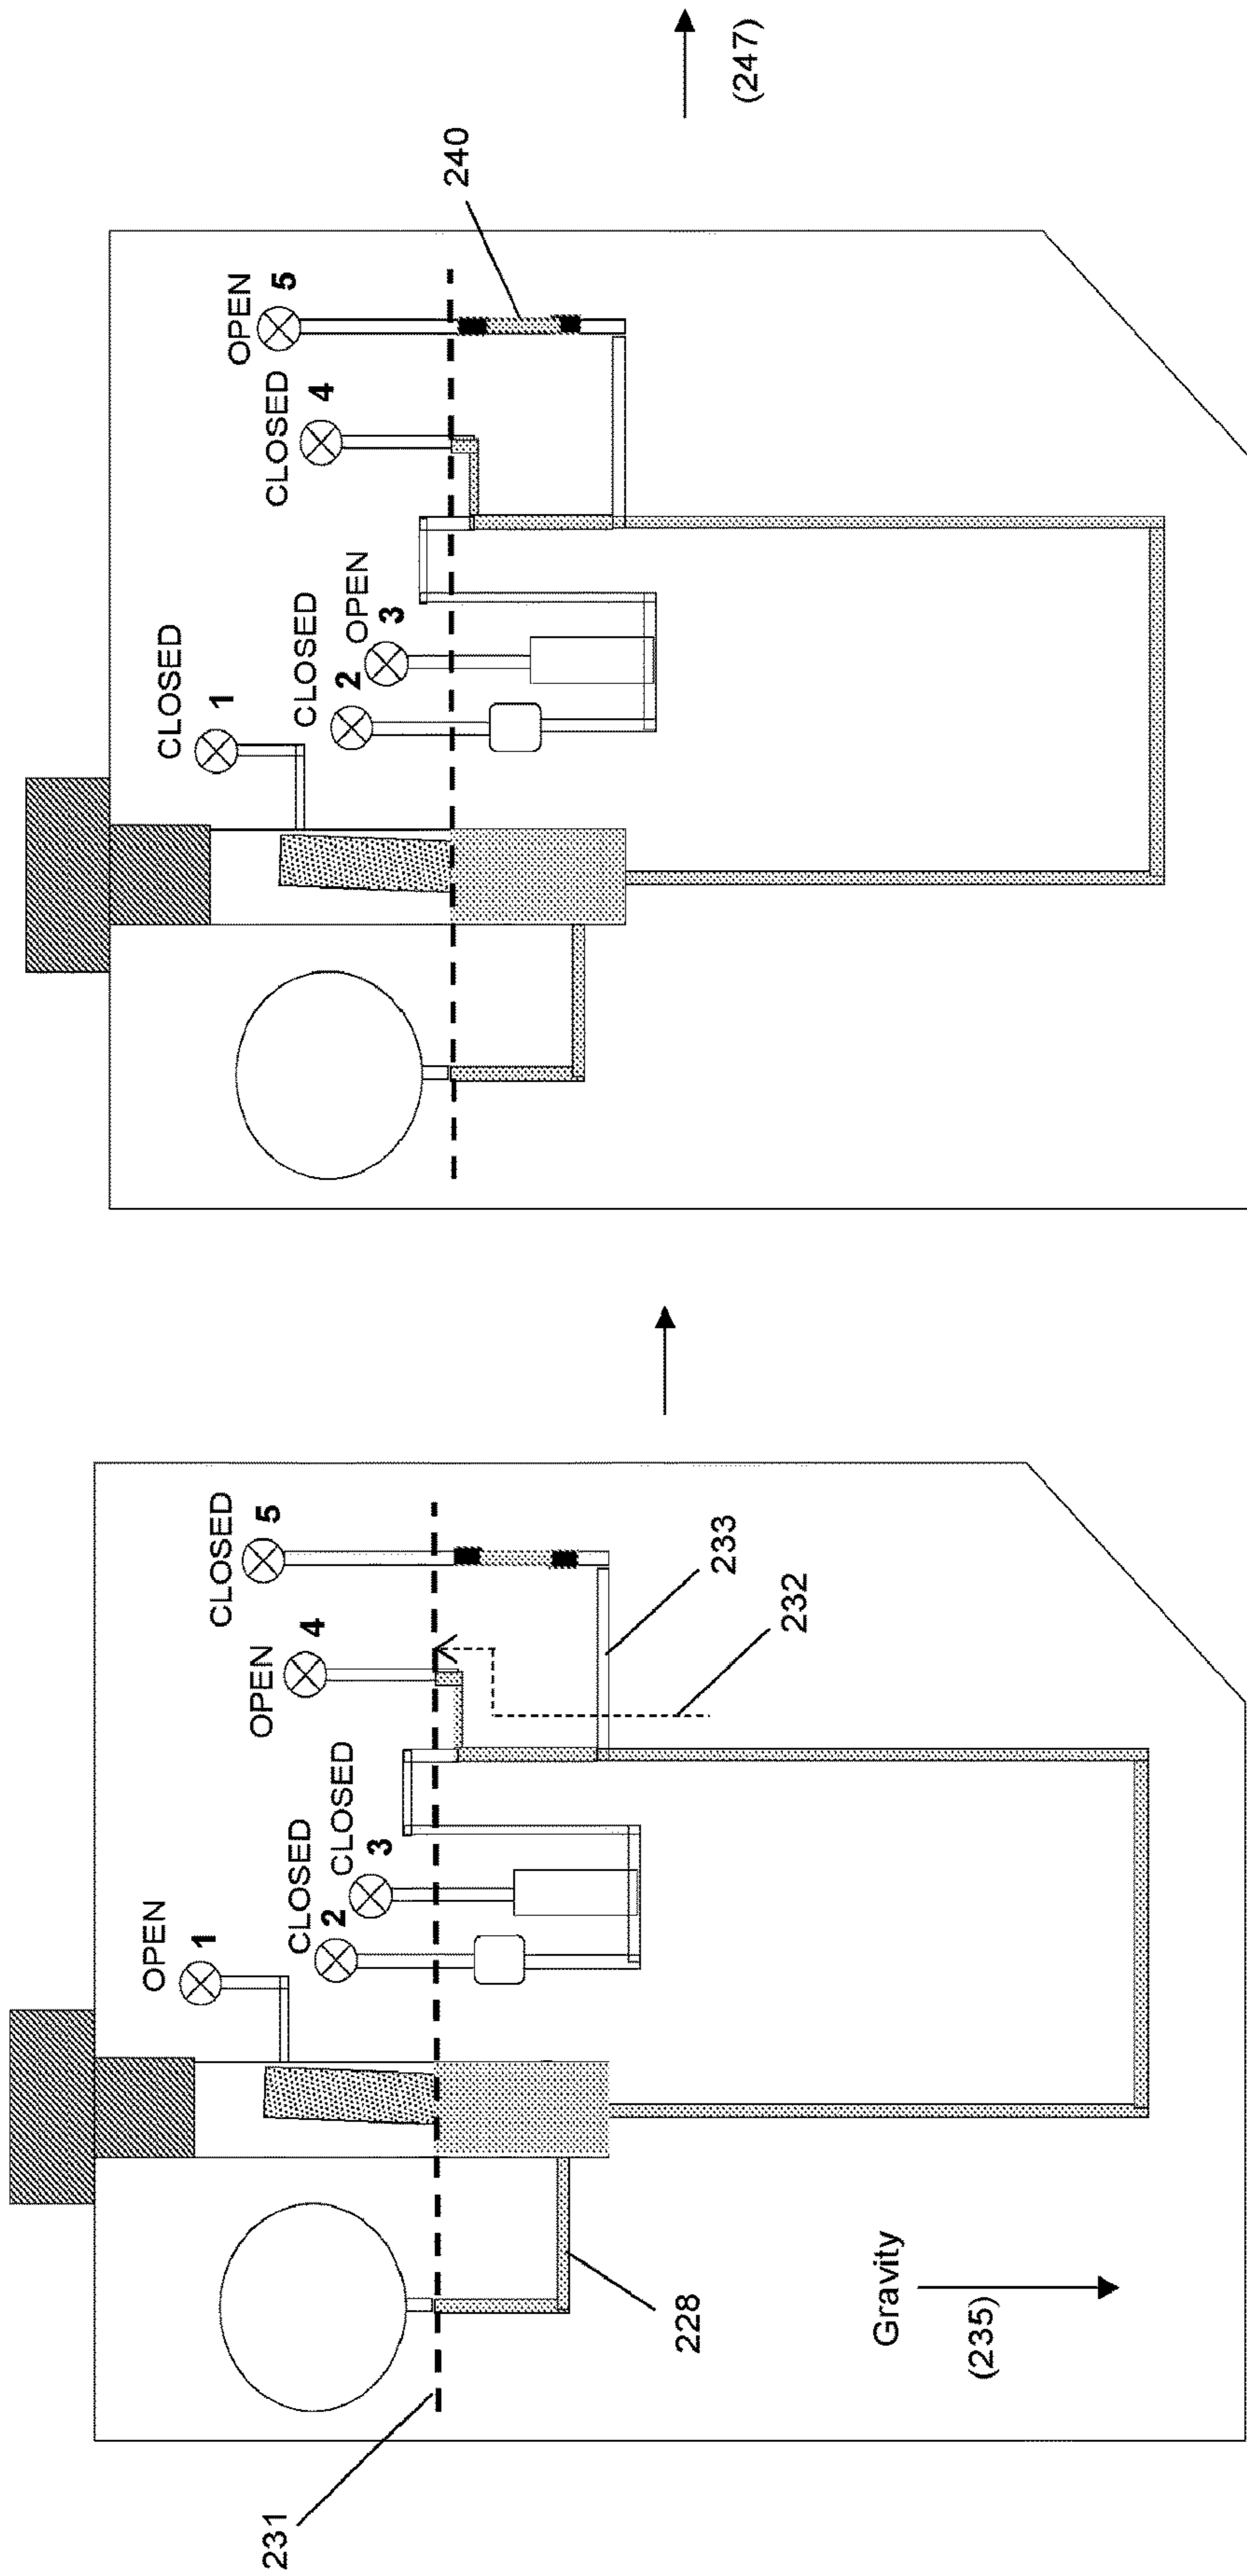 OPEN
1
CLOSED
2
CLOSED
3
OPEN
4
CLOSED
5
231
228
233
232
Gravity
(235)
CLOSED
1
CLOSED
2
OPEN
3
CLOSED
4
OPEN
5
240
(247)